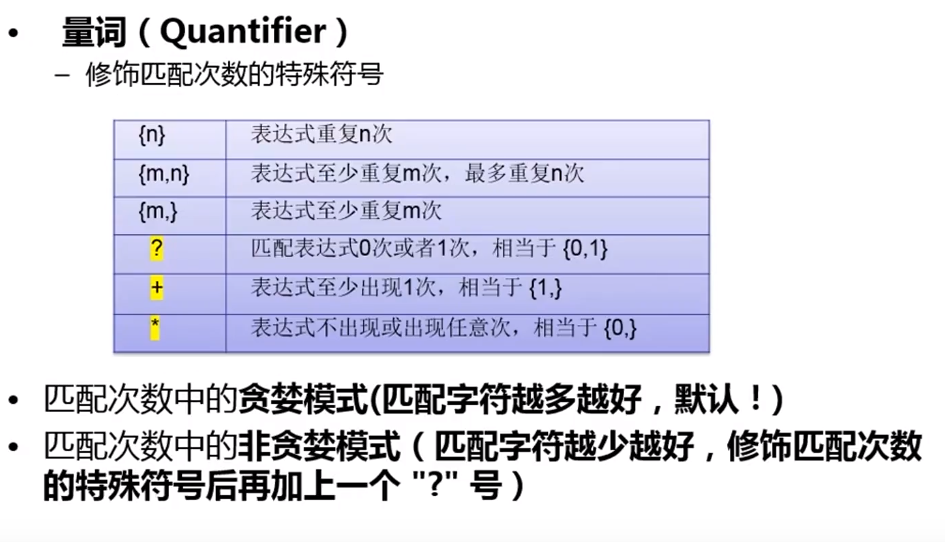 • 量词（Quantifier）
– 修饰匹配次数的特殊符号
{n} 表达式重复n次
{m,n} 表达式至少重复m次，最多重复n次
{m,} 表达式至少重复m次
? 匹配表达式0次或者1次，相当于 {0,1}
+ 表达式至少出现1次，相当于 {1,}
* 表达式不出现或出现任意次，相当于 {0,}
• 匹配次数中的贪婪模式(匹配字符越多越好，默认！)
• 匹配次数中的非贪婪模式（匹配字符越少越好，修饰匹配次数
的特殊符号后再加上一个 "?" 号）